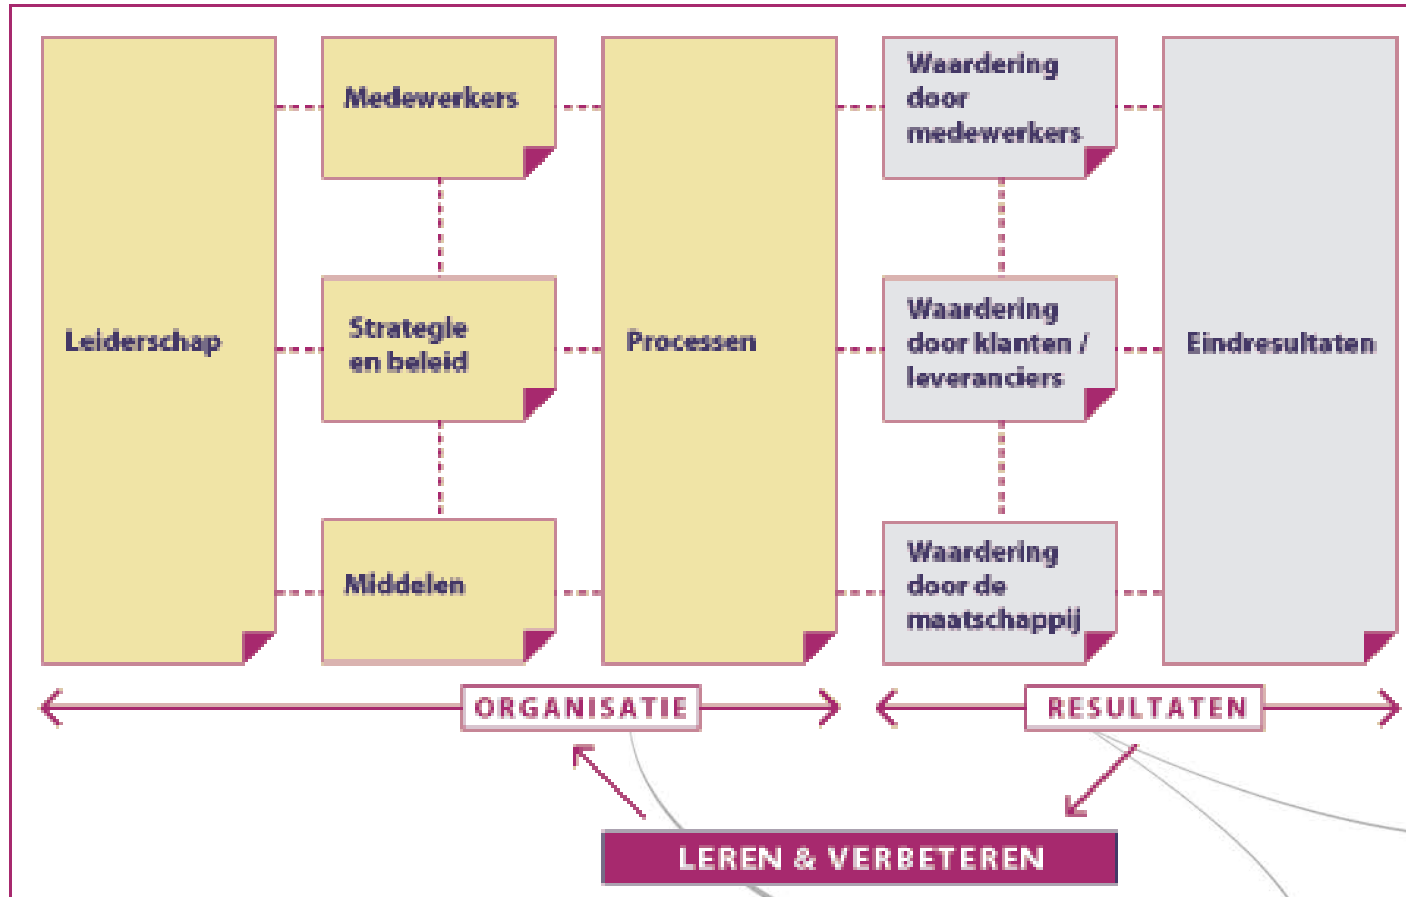 Leiderschap
Medewerkers
Strategie
en beleid
Middelen
Processen
Waardering
door
medewerkers
Waardering
door klanten /
leveranciers
Waardering
door de
maatschappij
Eindresultaten
ORGANISATIE
RESULTATEN
LEREN & VERBETEREN